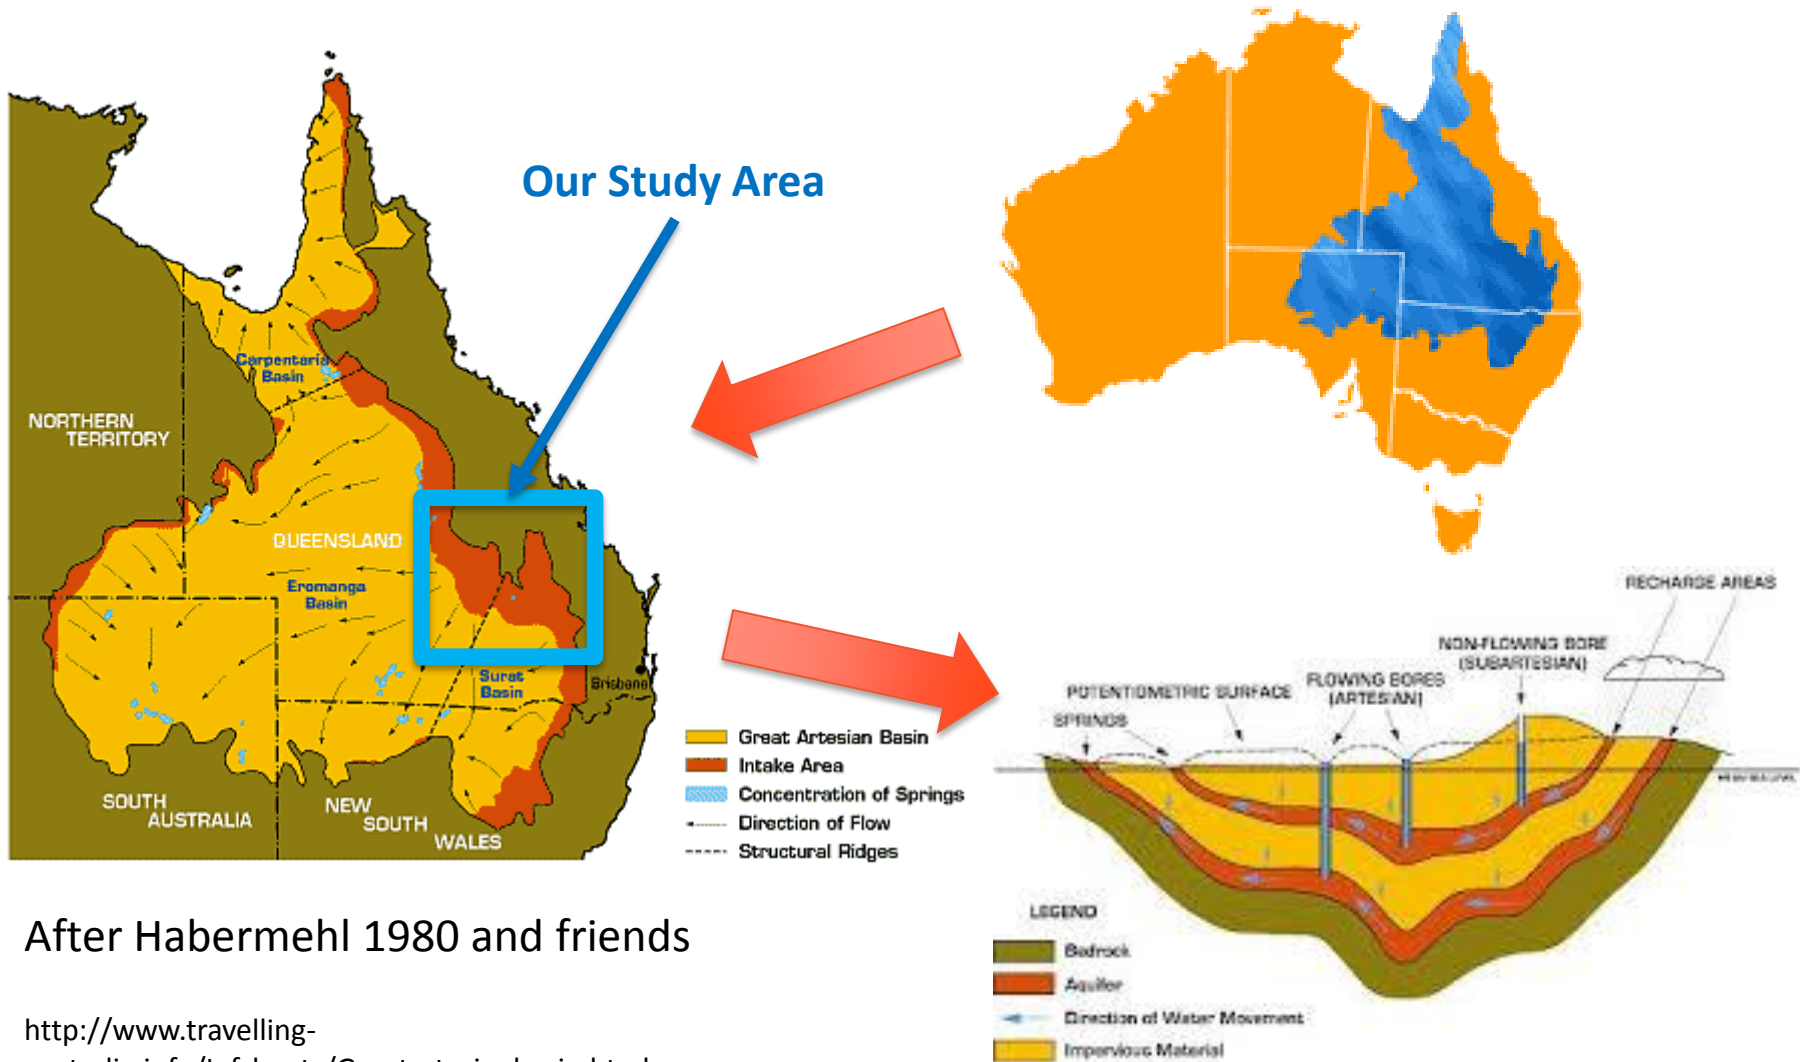 Our Study Area
Carpentaria
Basin
NORTHERN
TERRITORY
QUEENSLAND
Eromanga
Basin
Surat
Basin
Brisbane
SOUTH
AUSTRALIA
NEW
SOUTH
WALES
Great Artesian Basin
Intake Area
Concentration of Springs
Direction of Flow
Structural Ridges
RECHARGE AREAS
NON-FLOWING BORE
(SUBARTESIAN)
FLOWING BORES
(ARTESIAN)
POTENTIOMETRIC SURFACE
SPRINGS
LEGEND
Bedrock
Aquifer
Direction of Water Movement
Impervious Material
After Habermehl 1980 and friends
http://www.travelling-